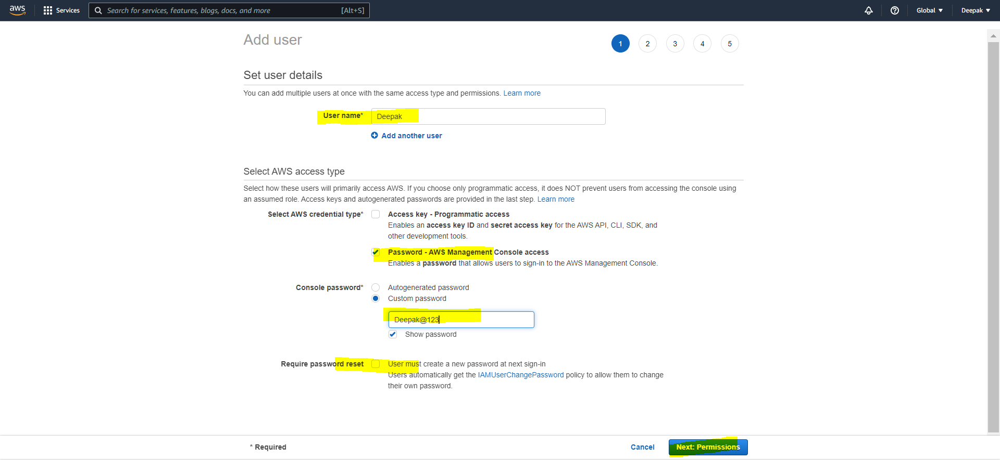 aws Services Search for services, features, blogs, docs, and more [Alt+S] Global Deepak
Add user 1 2 3 4 5
Set user details
You can add multiple users at once with the same access type and permissions. Learn more
User name* Deepak
Add another user
Select AWS access type
Select how these users will primarily access AWS. If you choose only programmatic access, it does NOT prevent users from accessing the console using
an assumed role. Access keys and autogenerated passwords are provided in the last step. Learn more
Select AWS credential type* Access key - Programmatic access
Enables an access key ID and secret access key for the AWS API, CLI, SDK, and
other development tools.
Password - AWS Management Console access
Enables a password that allows users to sign-in to the AWS Management Console.
Console password* Autogenerated password
Custom password
Deepak@123
Show password
Require password reset User must create a new password at next sign-in
Users automatically get the IAMUserChangePassword policy to allow them to change
their own password.
* Required Cancel Next: Permissions